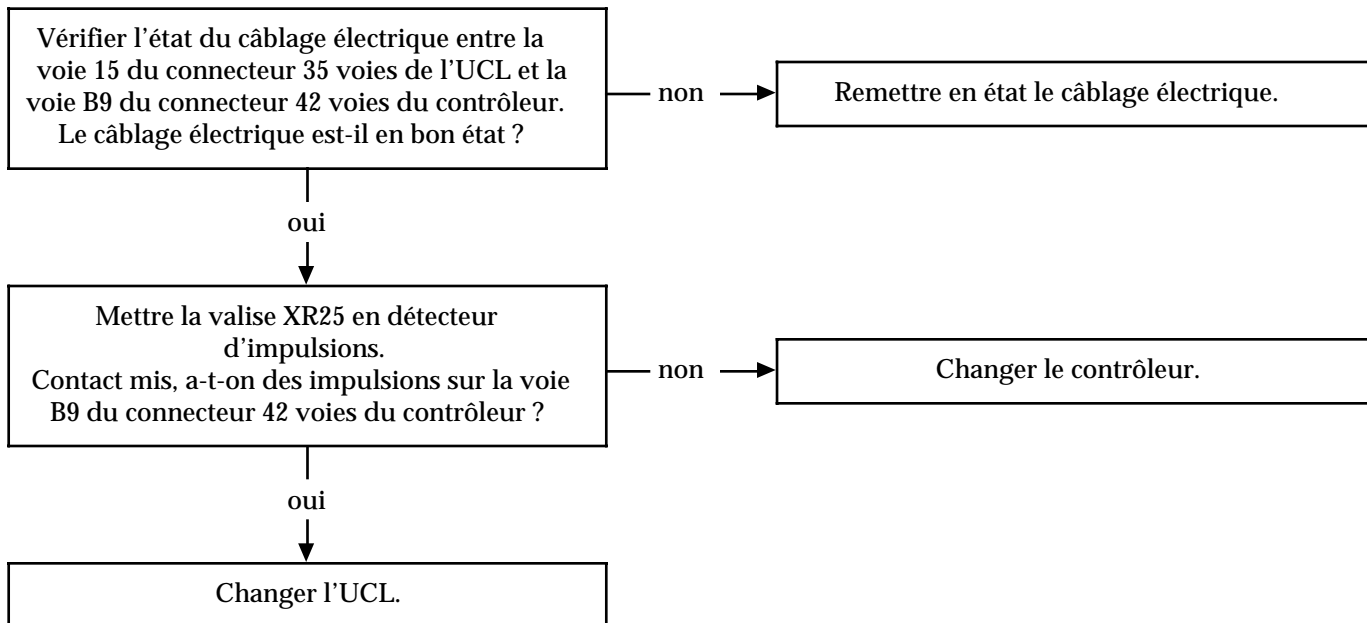 Vérifier l’état du câblage électrique entre la
voie 15 du connecteur 35 voies de l’UCL et la
voie B9 du connecteur 42 voies du contrôleur.
Le câblage électrique est-il en bon état ?
non
Remettre en état le câblage électrique.
oui
Mettre la valise XR25 en détecteur
d’impulsions.
Contact mis, a-t-on des impulsions sur la voie
B9 du connecteur 42 voies du contrôleur ?
non
Changer le contrôleur.
oui
Changer l’UCL.